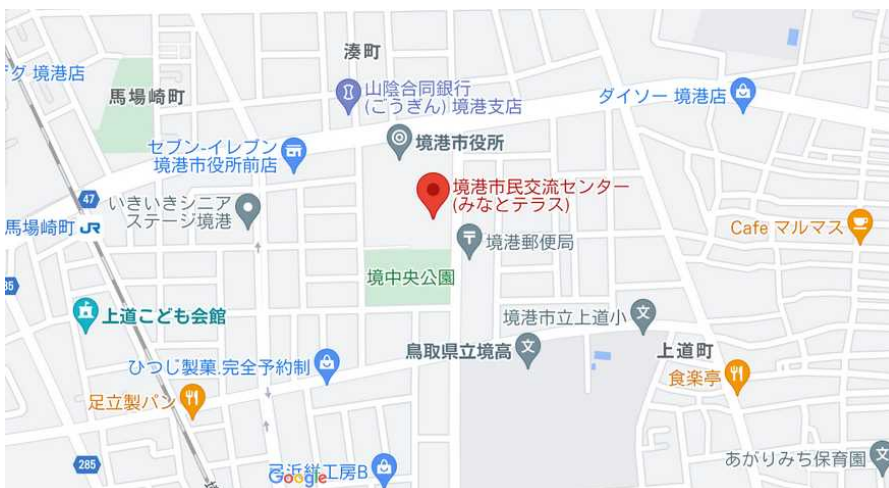 湊町
グ 境港店
馬場崎町
山陰合同銀行
(ごうぎん) 境港支店
ダイソー 境港店
セブン-イレブン
境港市役所前店
境港市役所
47
いきいきシニア
ステージ境港
境港市民交流センター
(みなとテラス)
馬場崎町 JR
境港郵便局
Cafe マルマス
境中央公園
285
上道こども会館
境港市立上道小
鳥取県立境高
上道町
ひつじ製菓.完全予約制
食楽亭
足立製パン
285
Google
工房B
あがりみち保育園